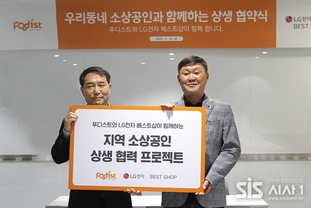 우리동네 소상공인과 함께하는 상생 협약식
Fodist
LG전자
BEST SHOP
푸디스트와 LG전자 베스트샵이 함께 합니다.
푸디스트와 LG전자 베스트샵이 함께하는
지역 소상공인
상생 협력 프로젝트
Fodist LG전자 BEST SHOP
SIS 시사1